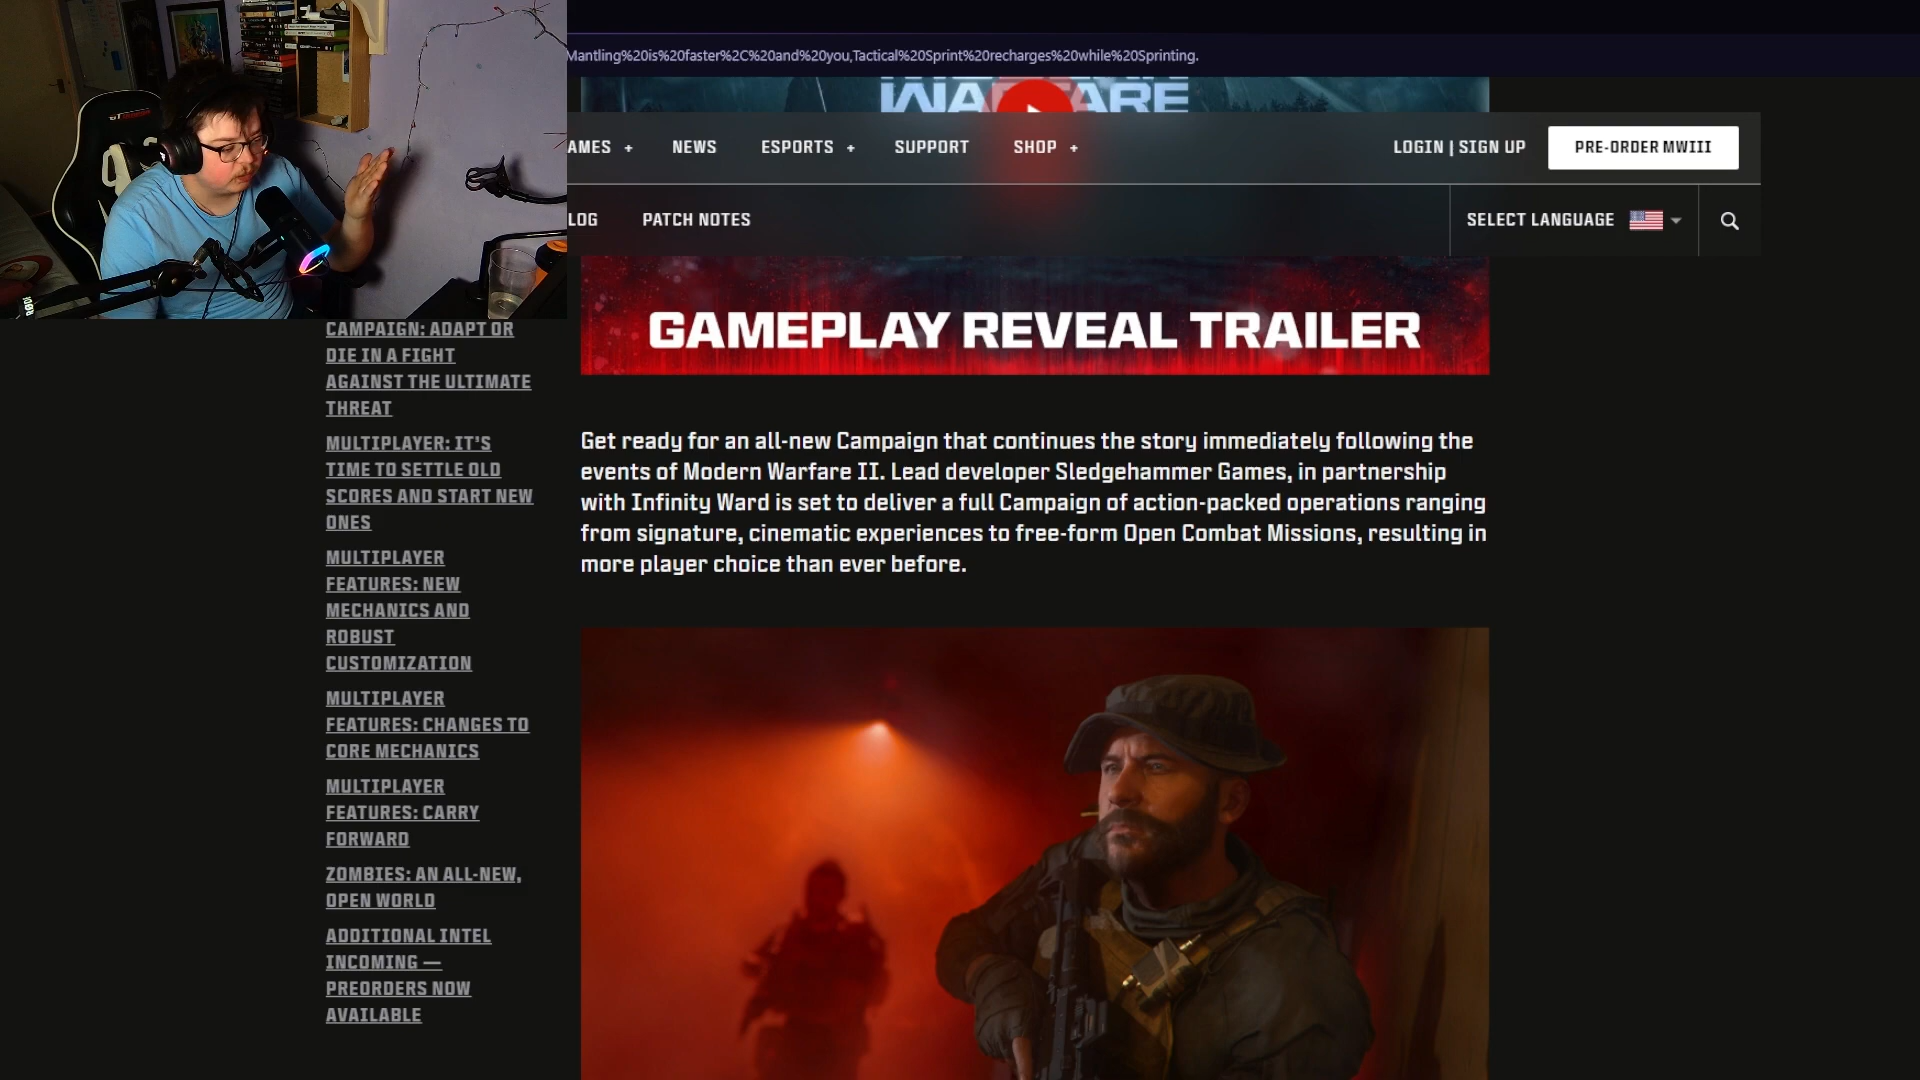 Mantling%20is%20faster%2C%20and%20you,Tactical%20Sprint%20recharges%20while%20Sprinting.
WARFARE
AMES + NEWS ESPORTS + SUPPORT SHOP + LOGIN | SIGN UP PRE-ORDER MWIII
LOG PATCH NOTES SELECT LANGUAGE
GAMEPLAY REVEAL TRAILER
CAMPAIGN: ADAPT OR
DIE IN A FIGHT
AGAINST THE ULTIMATE
THREAT
MULTIPLAYER: IT'S
TIME TO SETTLE OLD
SCORES AND START NEW
ONES
MULTIPLAYER
FEATURES: NEW
MECHANICS AND
ROBUST
CUSTOMIZATION
MULTIPLAYER
FEATURES: CHANGES TO
CORE MECHANICS
MULTIPLAYER
FEATURES: CARRY
FORWARD
ZOMBIES: AN ALL-NEW,
OPEN WORLD
ADDITIONAL INTEL
INCOMING —
PREORDERS NOW
AVAILABLE
Get ready for an all-new Campaign that continues the story immediately following the
events of Modern Warfare II. Lead developer Sledgehammer Games, in partnership
with Infinity Ward is set to deliver a full Campaign of action-packed operations ranging
from signature, cinematic experiences to free-form Open Combat Missions, resulting in
more player choice than ever before.